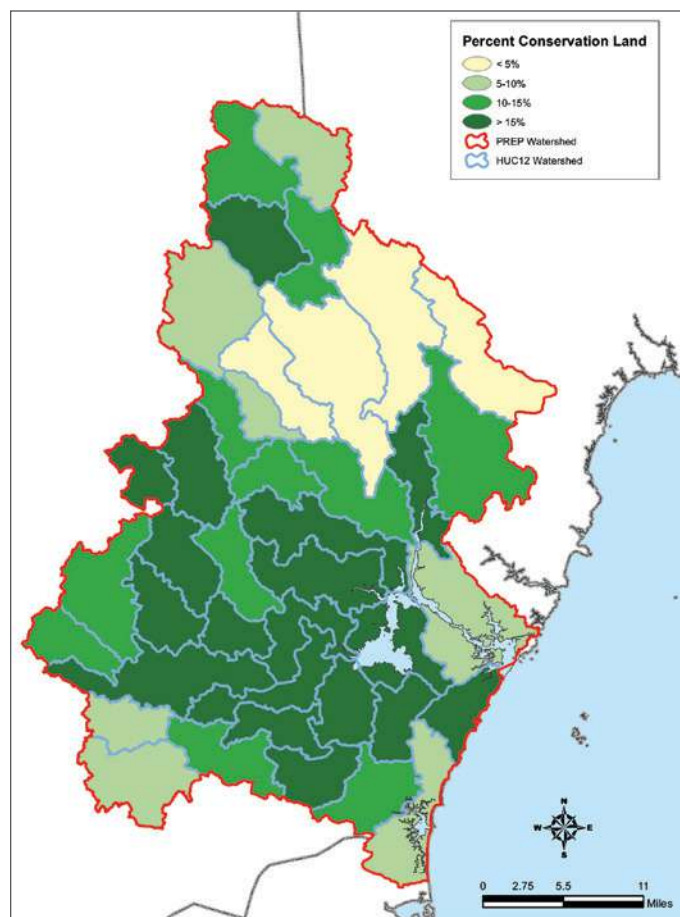 Percent Conservation Land
< 5%
5-10%
10-15%
> 15%
PREP Watershed
HUC12 Watershed
N
W E
S
0 2.75 5.5 11
Miles